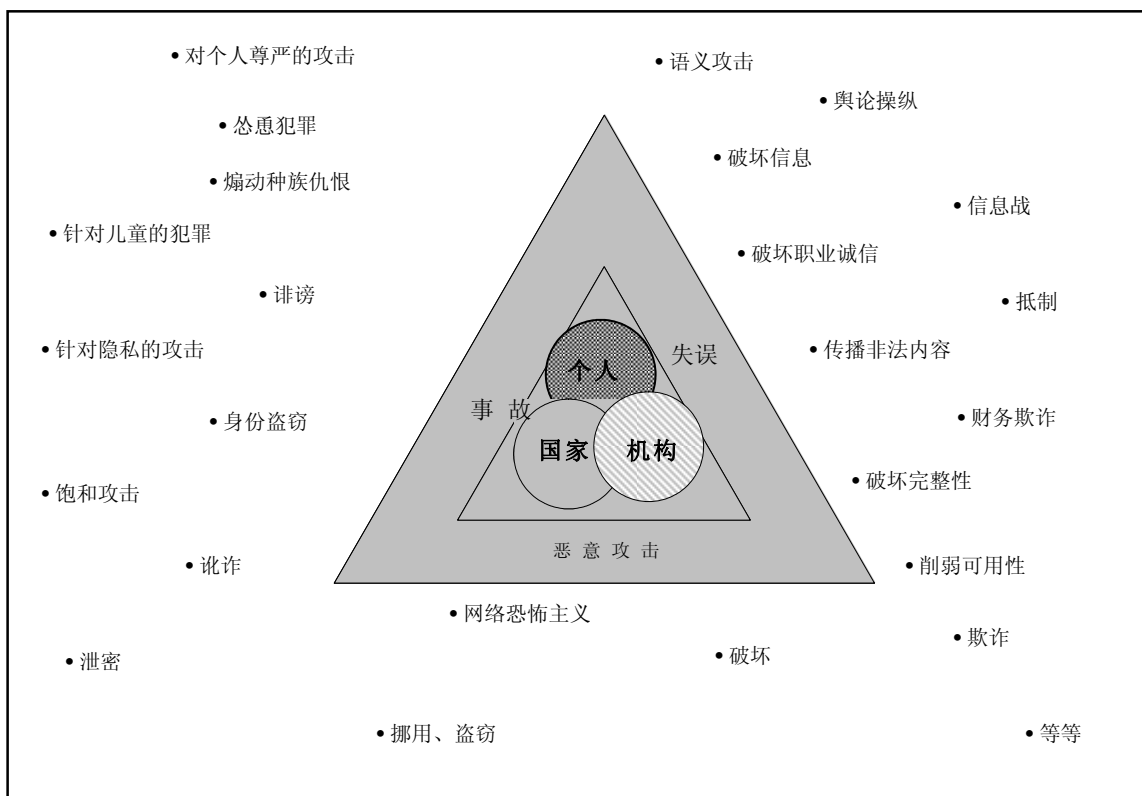 • 对个人尊严的攻击
• 语义攻击
• 舆论操纵
• 怂恿犯罪
• 破坏信息
• 煽动种族仇恨
• 信息战
• 针对儿童的犯罪
• 破坏职业诚信
• 诽谤
• 抵制
• 针对隐私的攻击
失误
• 传播非法内容
个人
事故
• 身份盗窃
• 财务欺诈
国家
机构
• 饱和攻击
• 破坏完整性
恶意攻击
• 讹诈
• 削弱可用性
• 网络恐怖主义
• 欺诈
• 泄密
• 破坏
• 挪用、盗窃
• 等等